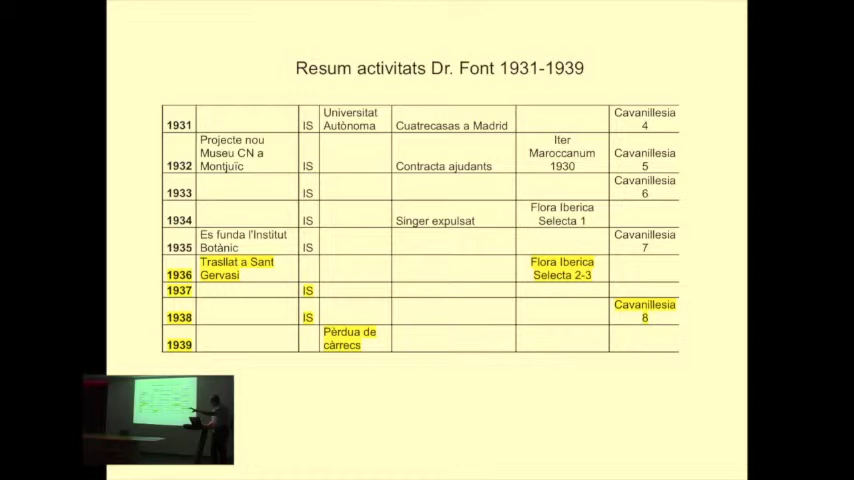 Resum activitats Dr. Font 1931-1939
1931 IS Universitat Autònoma Cuatrecasas a Madrid Cavanillesia 4
1932 Projecte nou Museu CN a Montjuïc IS Contracta ajudants Iter Maroccanum 1930 Cavanillesia 5
1933 IS Cavanillesia 6
1934 IS Singer expulsat Flora Iberica Selecta 1
1935 Es funda l'Institut Botànic IS Cavanillesia 7
1936 Trasllat a Sant Gervasi Flora Iberica Selecta 2-3
1937 IS
1938 IS Cavanillesia 8
1939 Pèrdua de càrrecs